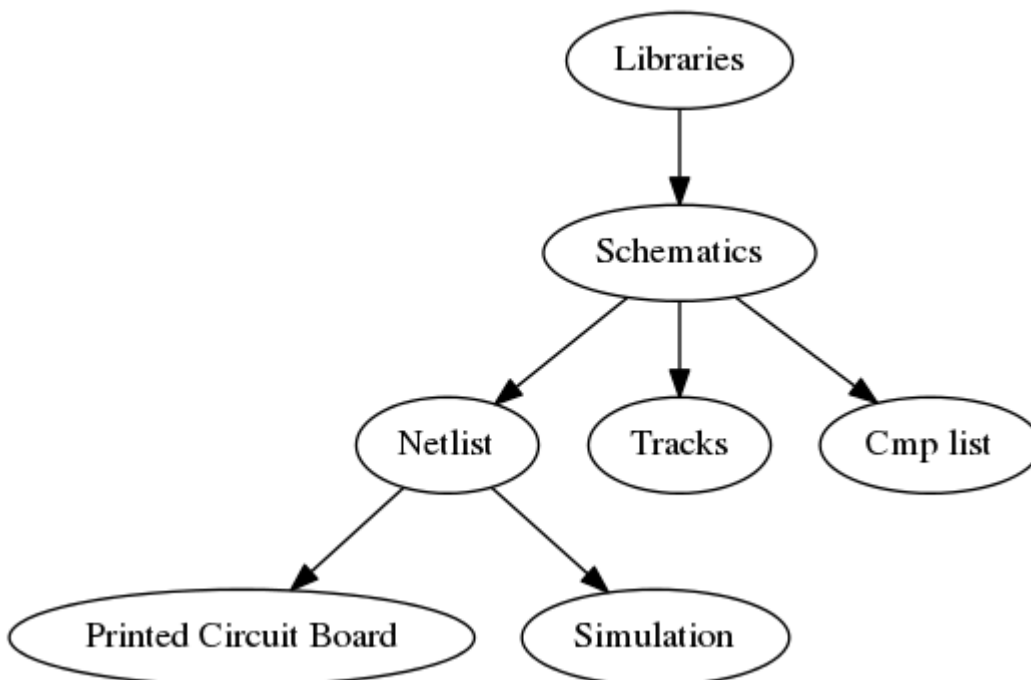 Libraries
Schematics
Netlist
Tracks
Cmp list
Printed Circuit Board
Simulation